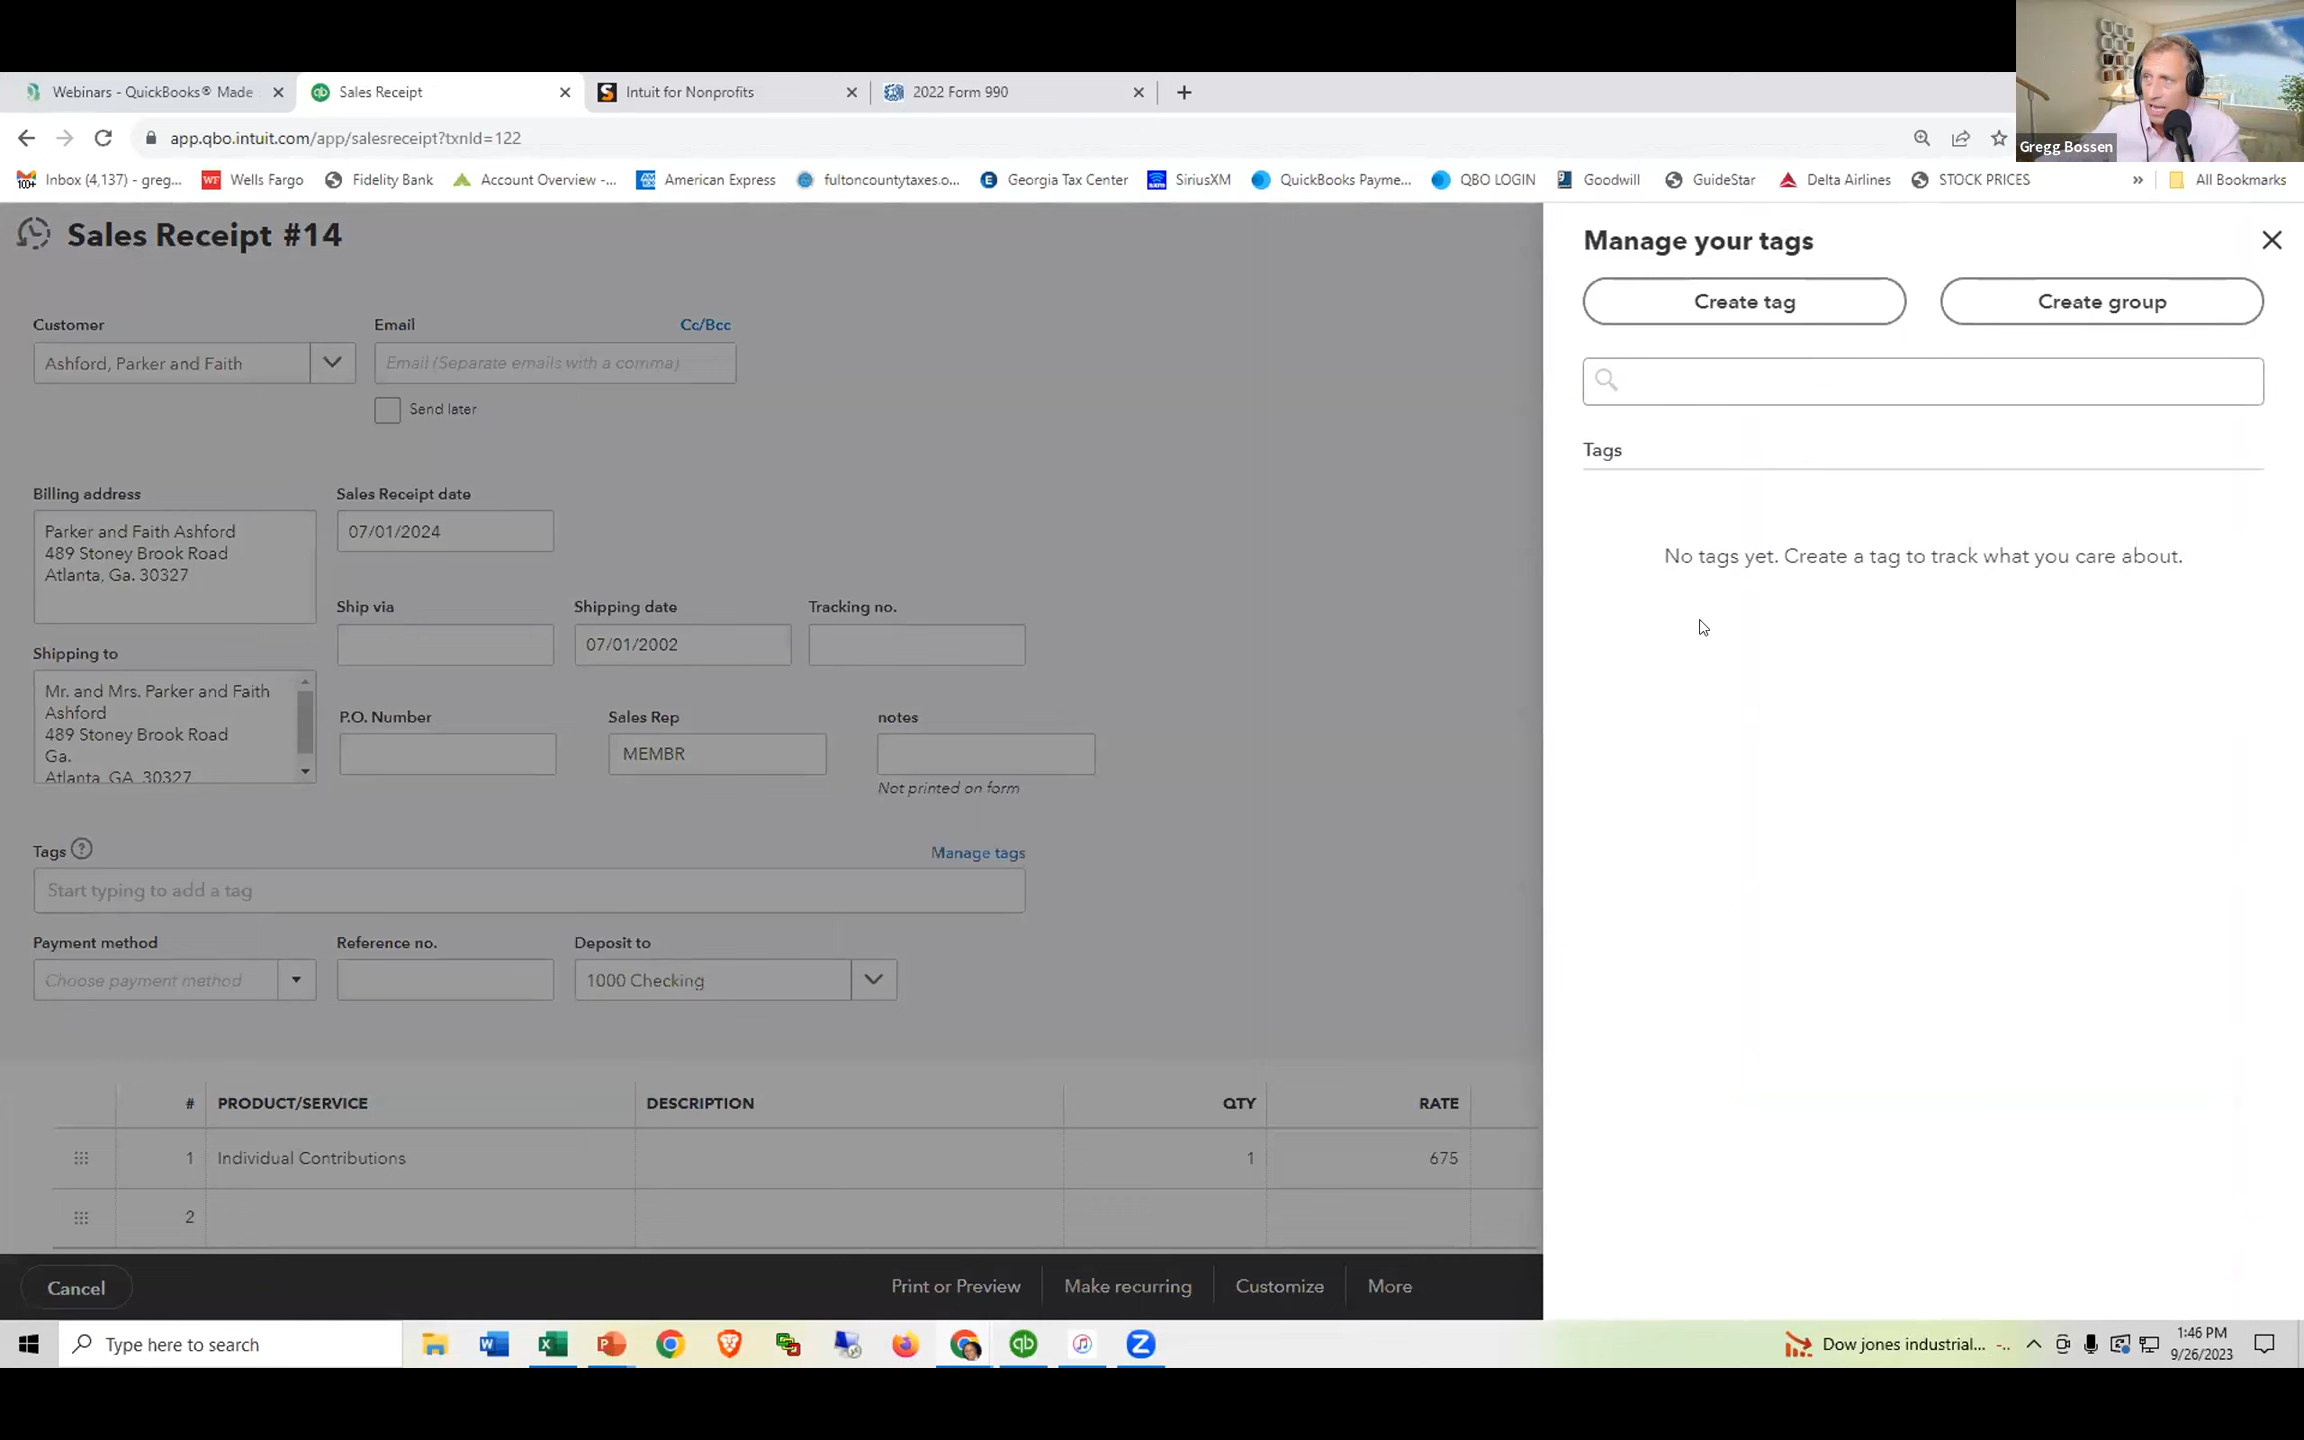 Webinars - QuickBooks® Made
Sales Receipt
Intuit for Nonprofits
2022 Form 990
Gregg Bossen
app.qbo.intuit.com/app/salesreceipt?txnId=122
100+
Inbox (4,137) - greg...
WF
Wells Fargo
Fidelity Bank
Account Overview -...
American Express
fultoncountytaxes.o...
Georgia Tax Center
SiriusXM
QuickBooks Payme...
QBO LOGIN
Goodwill
GuideStar
Delta Airlines
STOCK PRICES
»
All Bookmarks
Sales Receipt #14
Customer
Email
Cc/Bcc
Ashford, Parker and Faith
Email (Separate emails with a comma)
Send later
Billing address
Sales Receipt date
Parker and Faith Ashford
489 Stoney Brook Road
Atlanta, Ga. 30327
07/01/2024
Ship via
Shipping date
Tracking no.
07/01/2002
Shipping to
Mr. and Mrs. Parker and Faith
Ashford
489 Stoney Brook Road
Ga.
Atlanta, GA 30327
P.O. Number
Sales Rep
notes
MEMBR
Not printed on form
Tags ?
Manage tags
Start typing to add a tag
Payment method
Reference no.
Deposit to
Choose payment method
1000 Checking
# PRODUCT/SERVICE DESCRIPTION QTY RATE
1 Individual Contributions 1 675
2
Cancel
Print or Preview
Make recurring
Customize
More
Manage your tags
Create tag
Create group
Tags
No tags yet. Create a tag to track what you care about.
Type here to search
Dow jones industrial... -..
1:46 PM
9/26/2023